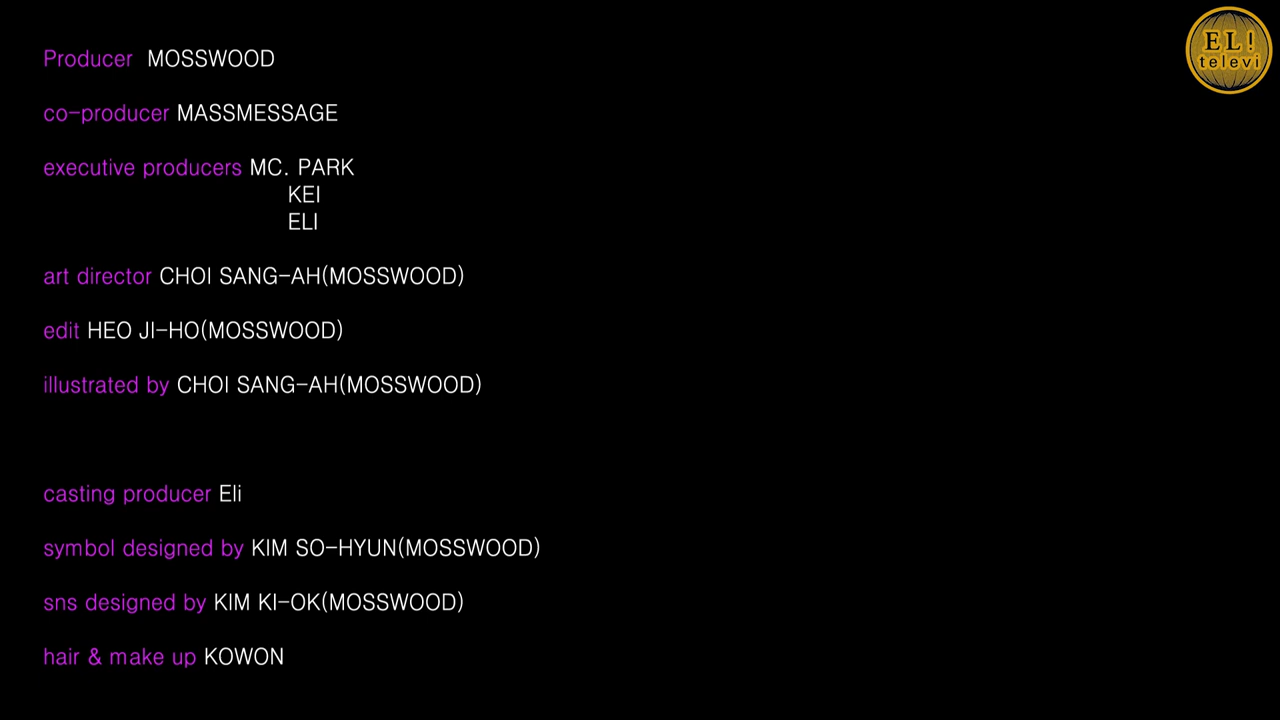 Producer MOSSWOOD
EL!
televi
co-producer MASSMESSAGE
executive producers MC. PARK
KEI
ELI
art director CHOI SANG-AH(MOSSWOOD)
edit HEO JI-HO(MOSSWOOD)
illustrated by CHOI SANG-AH(MOSSWOOD)
casting producer Eli
symbol designed by KIM SO-HYUN(MOSSWOOD)
sns designed by KIM KI-OK(MOSSWOOD)
hair & make up KOWON